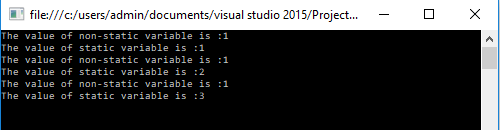 file:///c:/users/admin/documents/visual studio 2015/Project...
The value of non-static variable is :1
The value of static variable is :1
The value of non-static variable is :1
The value of static variable is :2
The value of non-static variable is :1
The value of static variable is :3